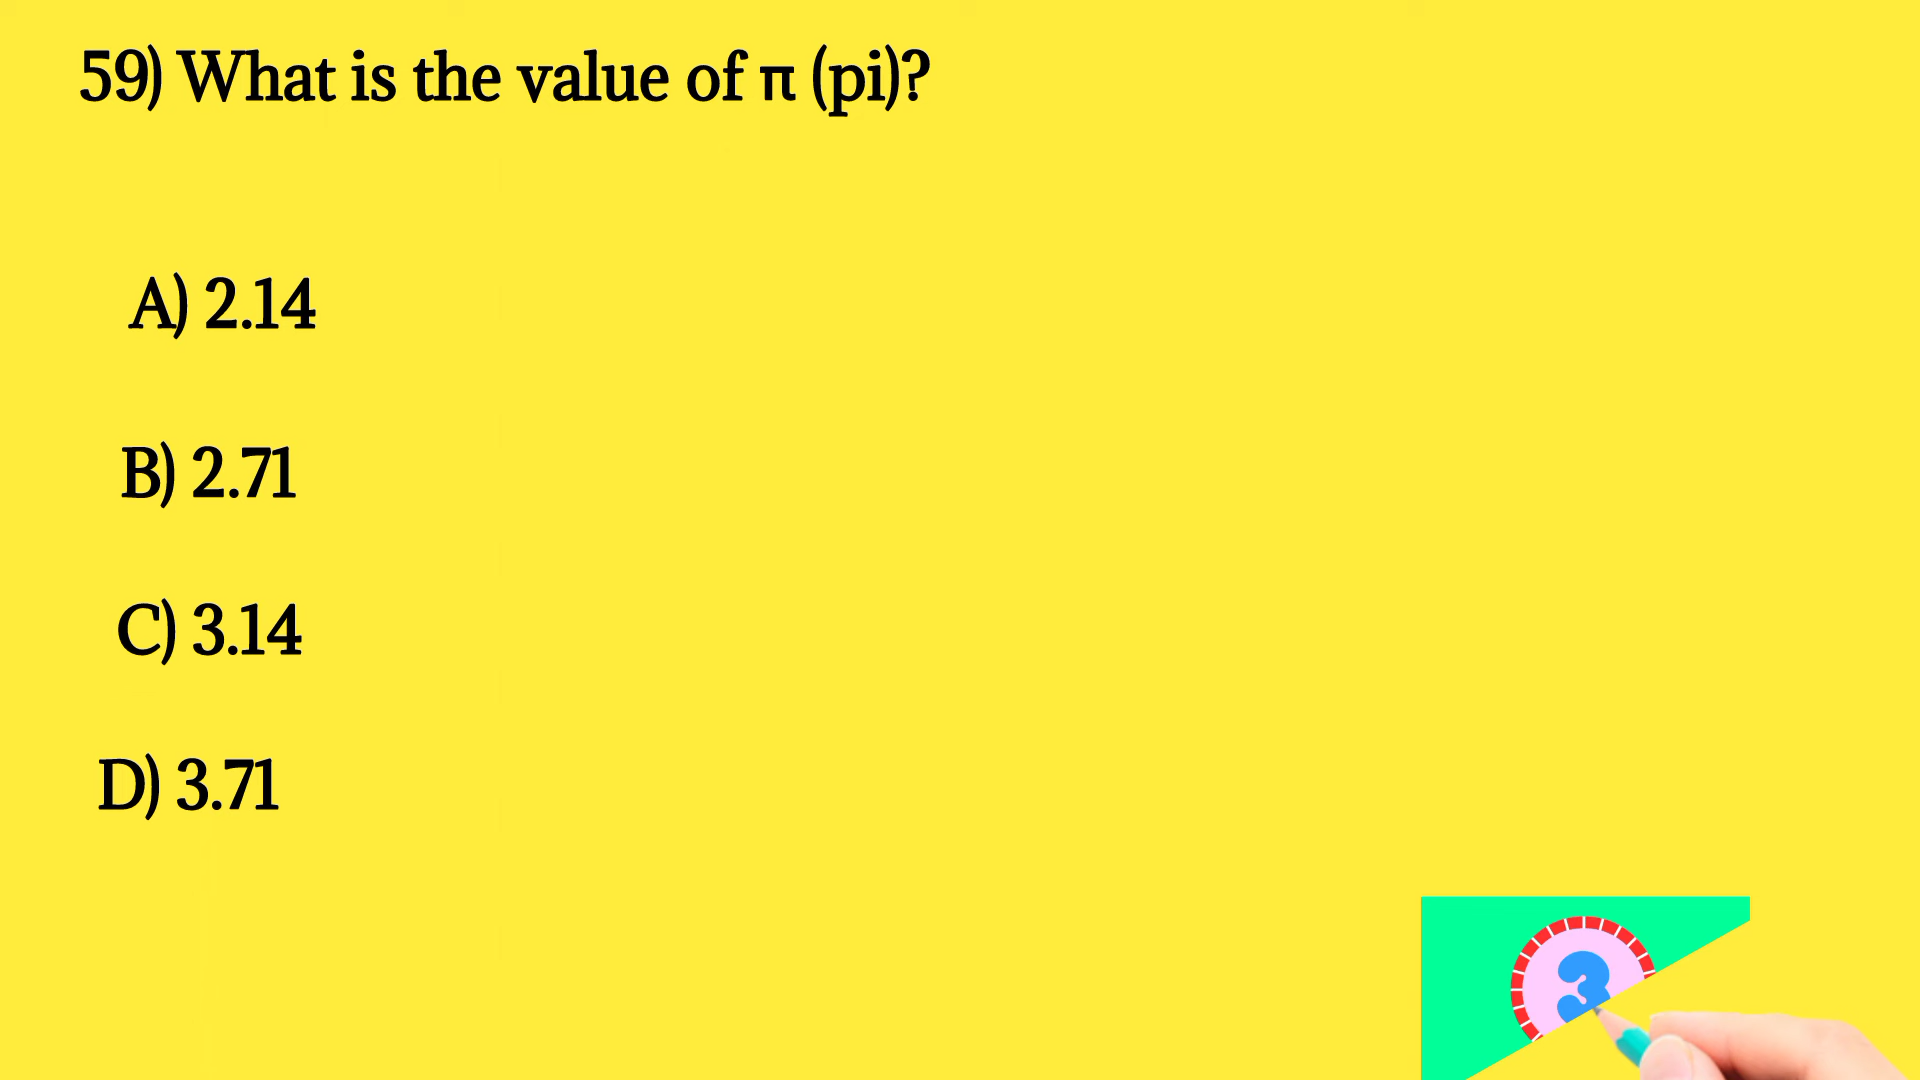 59) What is the value of π (pi)?
A) 2.14
B) 2.71
C) 3.14
D) 3.71
3